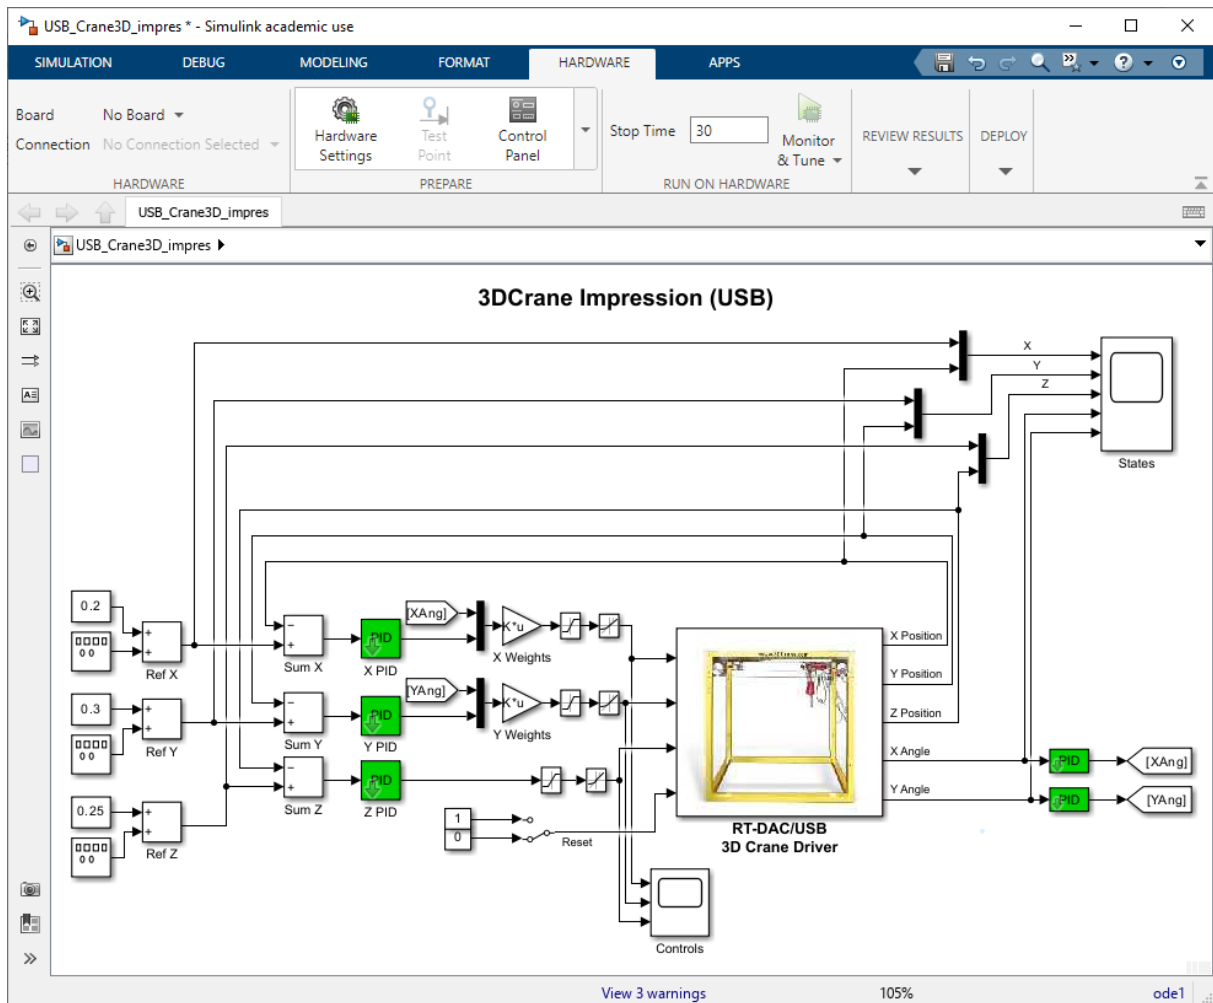 USB_Crane3D_impres * - Simulink academic use
SIMULATION DEBUG MODELING FORMAT HARDWARE APPS
Board No Board
Connection No Connection Selected
Hardware Settings
Test Point
Control Panel
Stop Time 30
Monitor & Tune
REVIEW RESULTS
DEPLOY
HARDWARE PREPARE RUN ON HARDWARE
USB_Crane3D_impres
USB_Crane3D_impres
3DCrane Impression (USB)
X
Y
Z
States
0.2
Ref X
0.3
Ref Y
0.25
Ref Z
−
+
Sum X
−
+
Sum Y
−
+
Sum Z
PID
X PID
PID
Y PID
PID
Z PID
[XAng]
K*u
X Weights
[YAng]
K*u
Y Weights
1
0
Reset
X Position
Y Position
Z Position
X Angle
Y Angle
RT-DAC/USB
3D Crane Driver
PID
[XAng]
PID
[YAng]
Controls
View 3 warnings 105% ode1